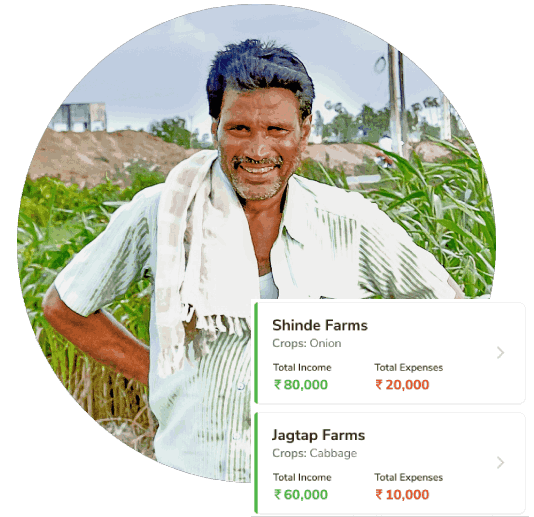 Shinde Farms
Crops: Onion
Total Income Total Expenses
₹ 80,000 ₹ 20,000
Jagtap Farms
Crops: Cabbage
Total Income Total Expenses
₹ 60,000 ₹ 10,000